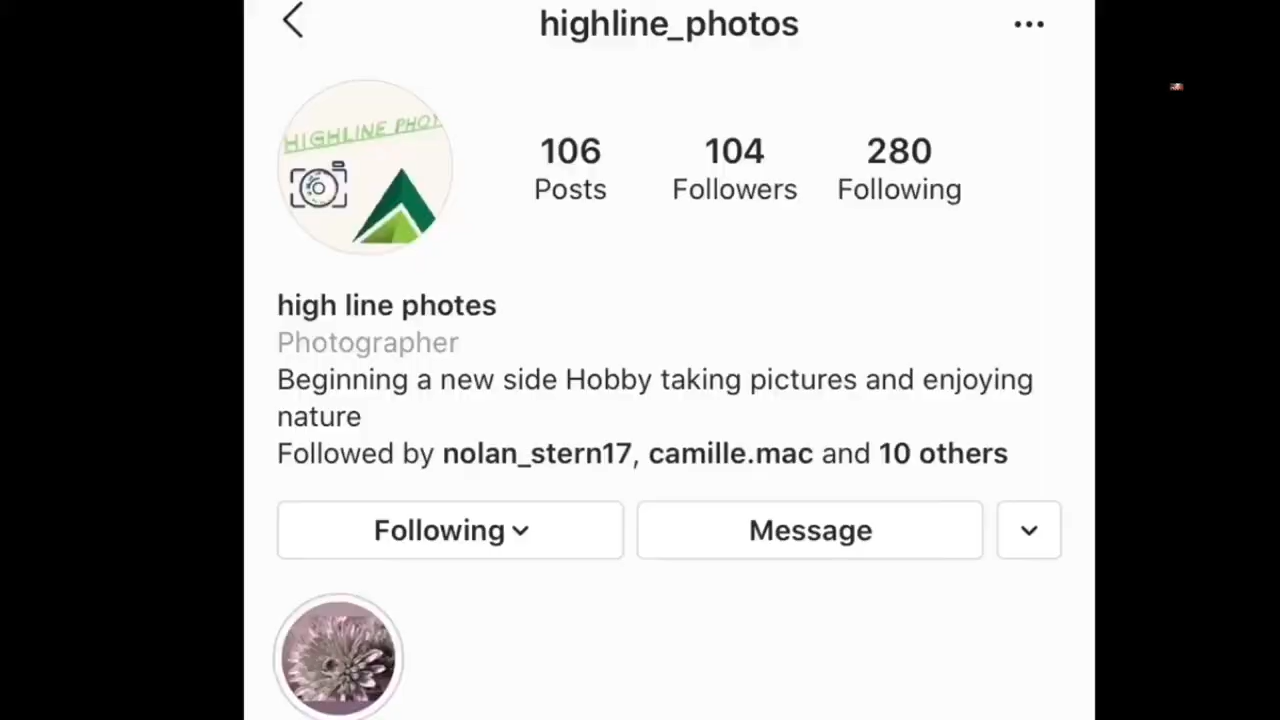 highline_photos
HIGHLINE PHOT
106 104 280
Posts Followers Following
high line photes
Photographer
Beginning a new side Hobby taking pictures and enjoying
nature
Followed by nolan_stern17, camille.mac and 10 others
Following Message